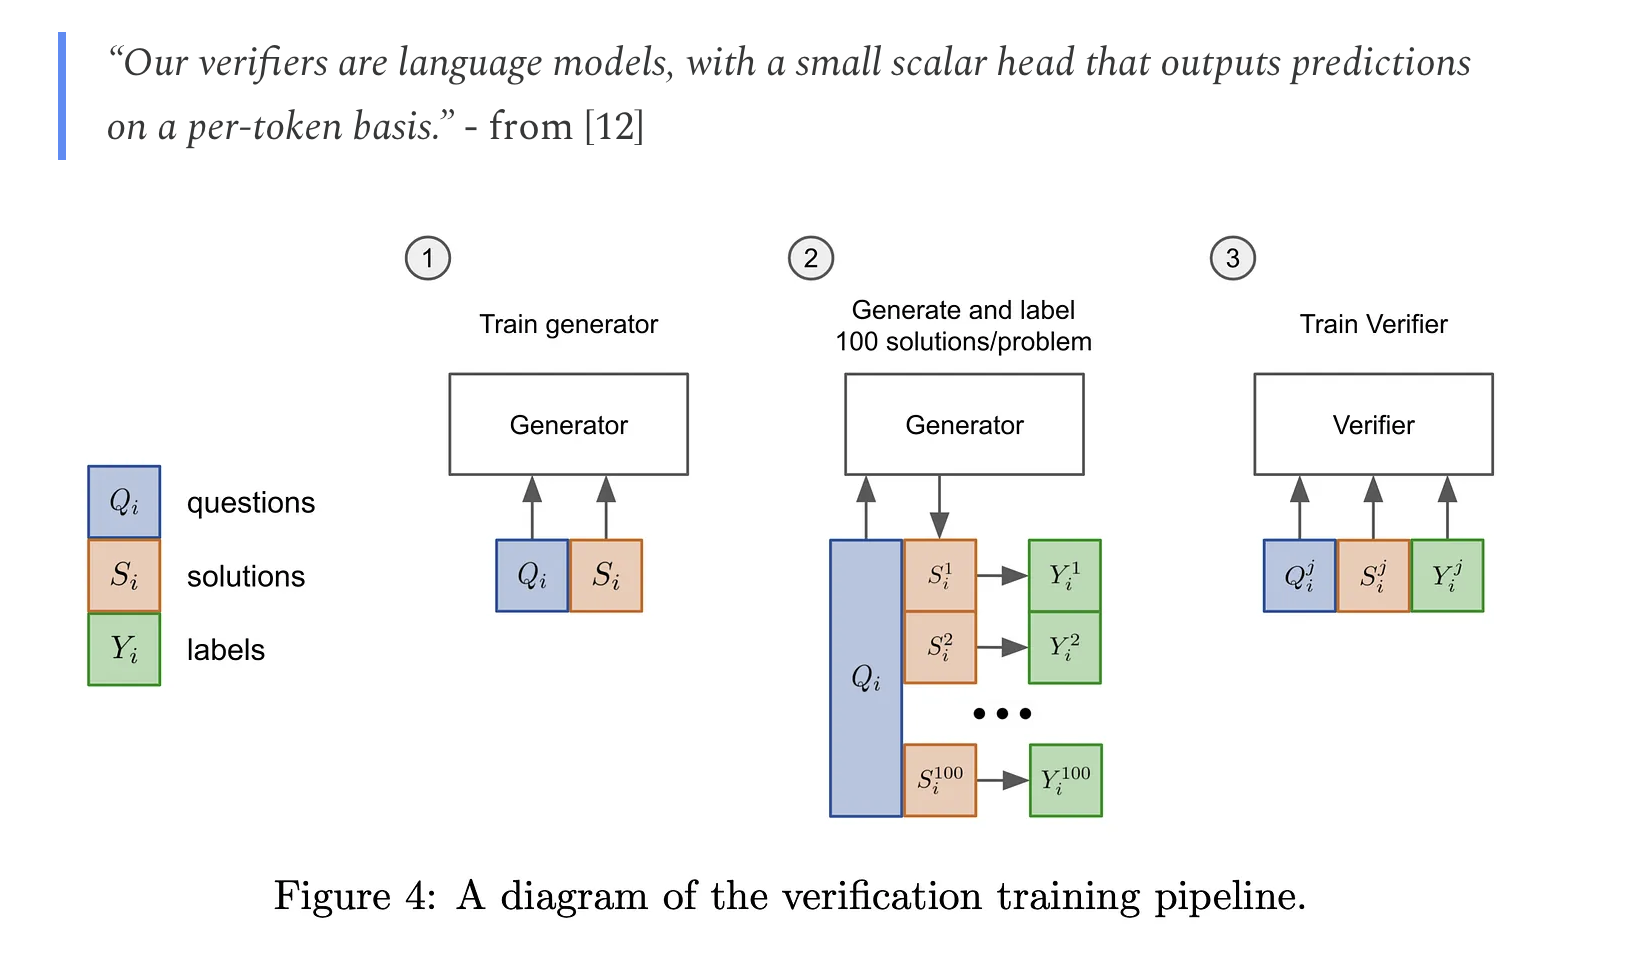 “Our verifiers are language models, with a small scalar head that outputs predictions
on a per-token basis.” - from [12]
1
2
3
Train generator
Generate and label
100 solutions/problem
Train Verifier
Generator
Generator
Verifier
Q_i questions
S_i solutions
Y_i labels
Q_i S_i
Q_i
S_i^1 Y_i^1
S_i^2 Y_i^2
•••
S_i^100 Y_i^100
Q_i^j S_i^j Y_i^j
Figure 4: A diagram of the verification training pipeline.